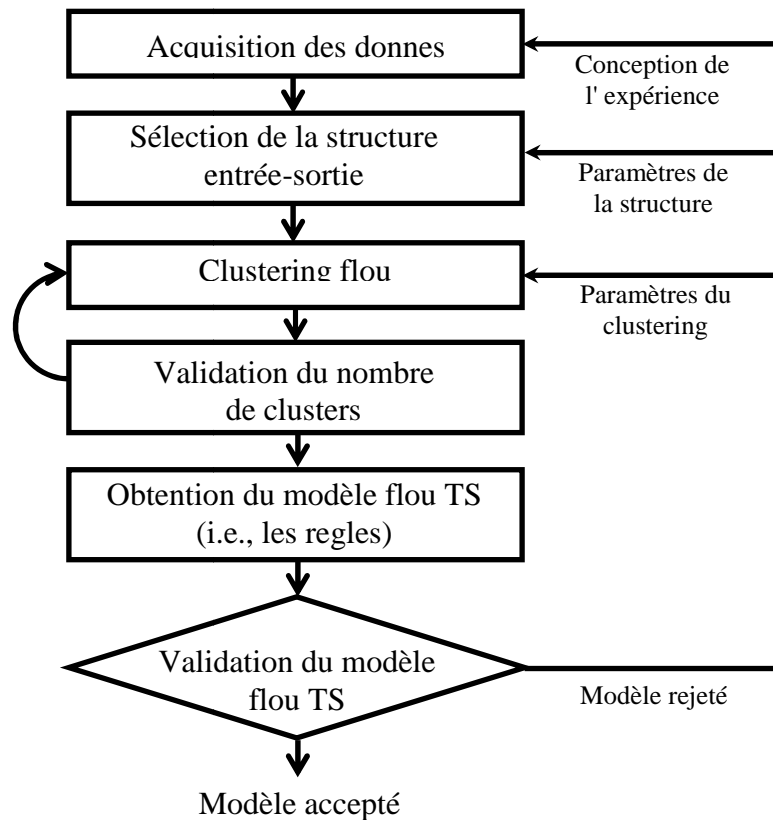 Acquisition des donnes
Conception de
l' expérience
Sélection de la structure
entrée-sortie
Paramètres de
la structure
Clustering flou
Paramètres du
clustering
Validation du nombre
de clusters
Obtention du modèle flou TS
(i.e., les regles)
Validation du modèle
flou TS
Modèle rejeté
Modèle accepté